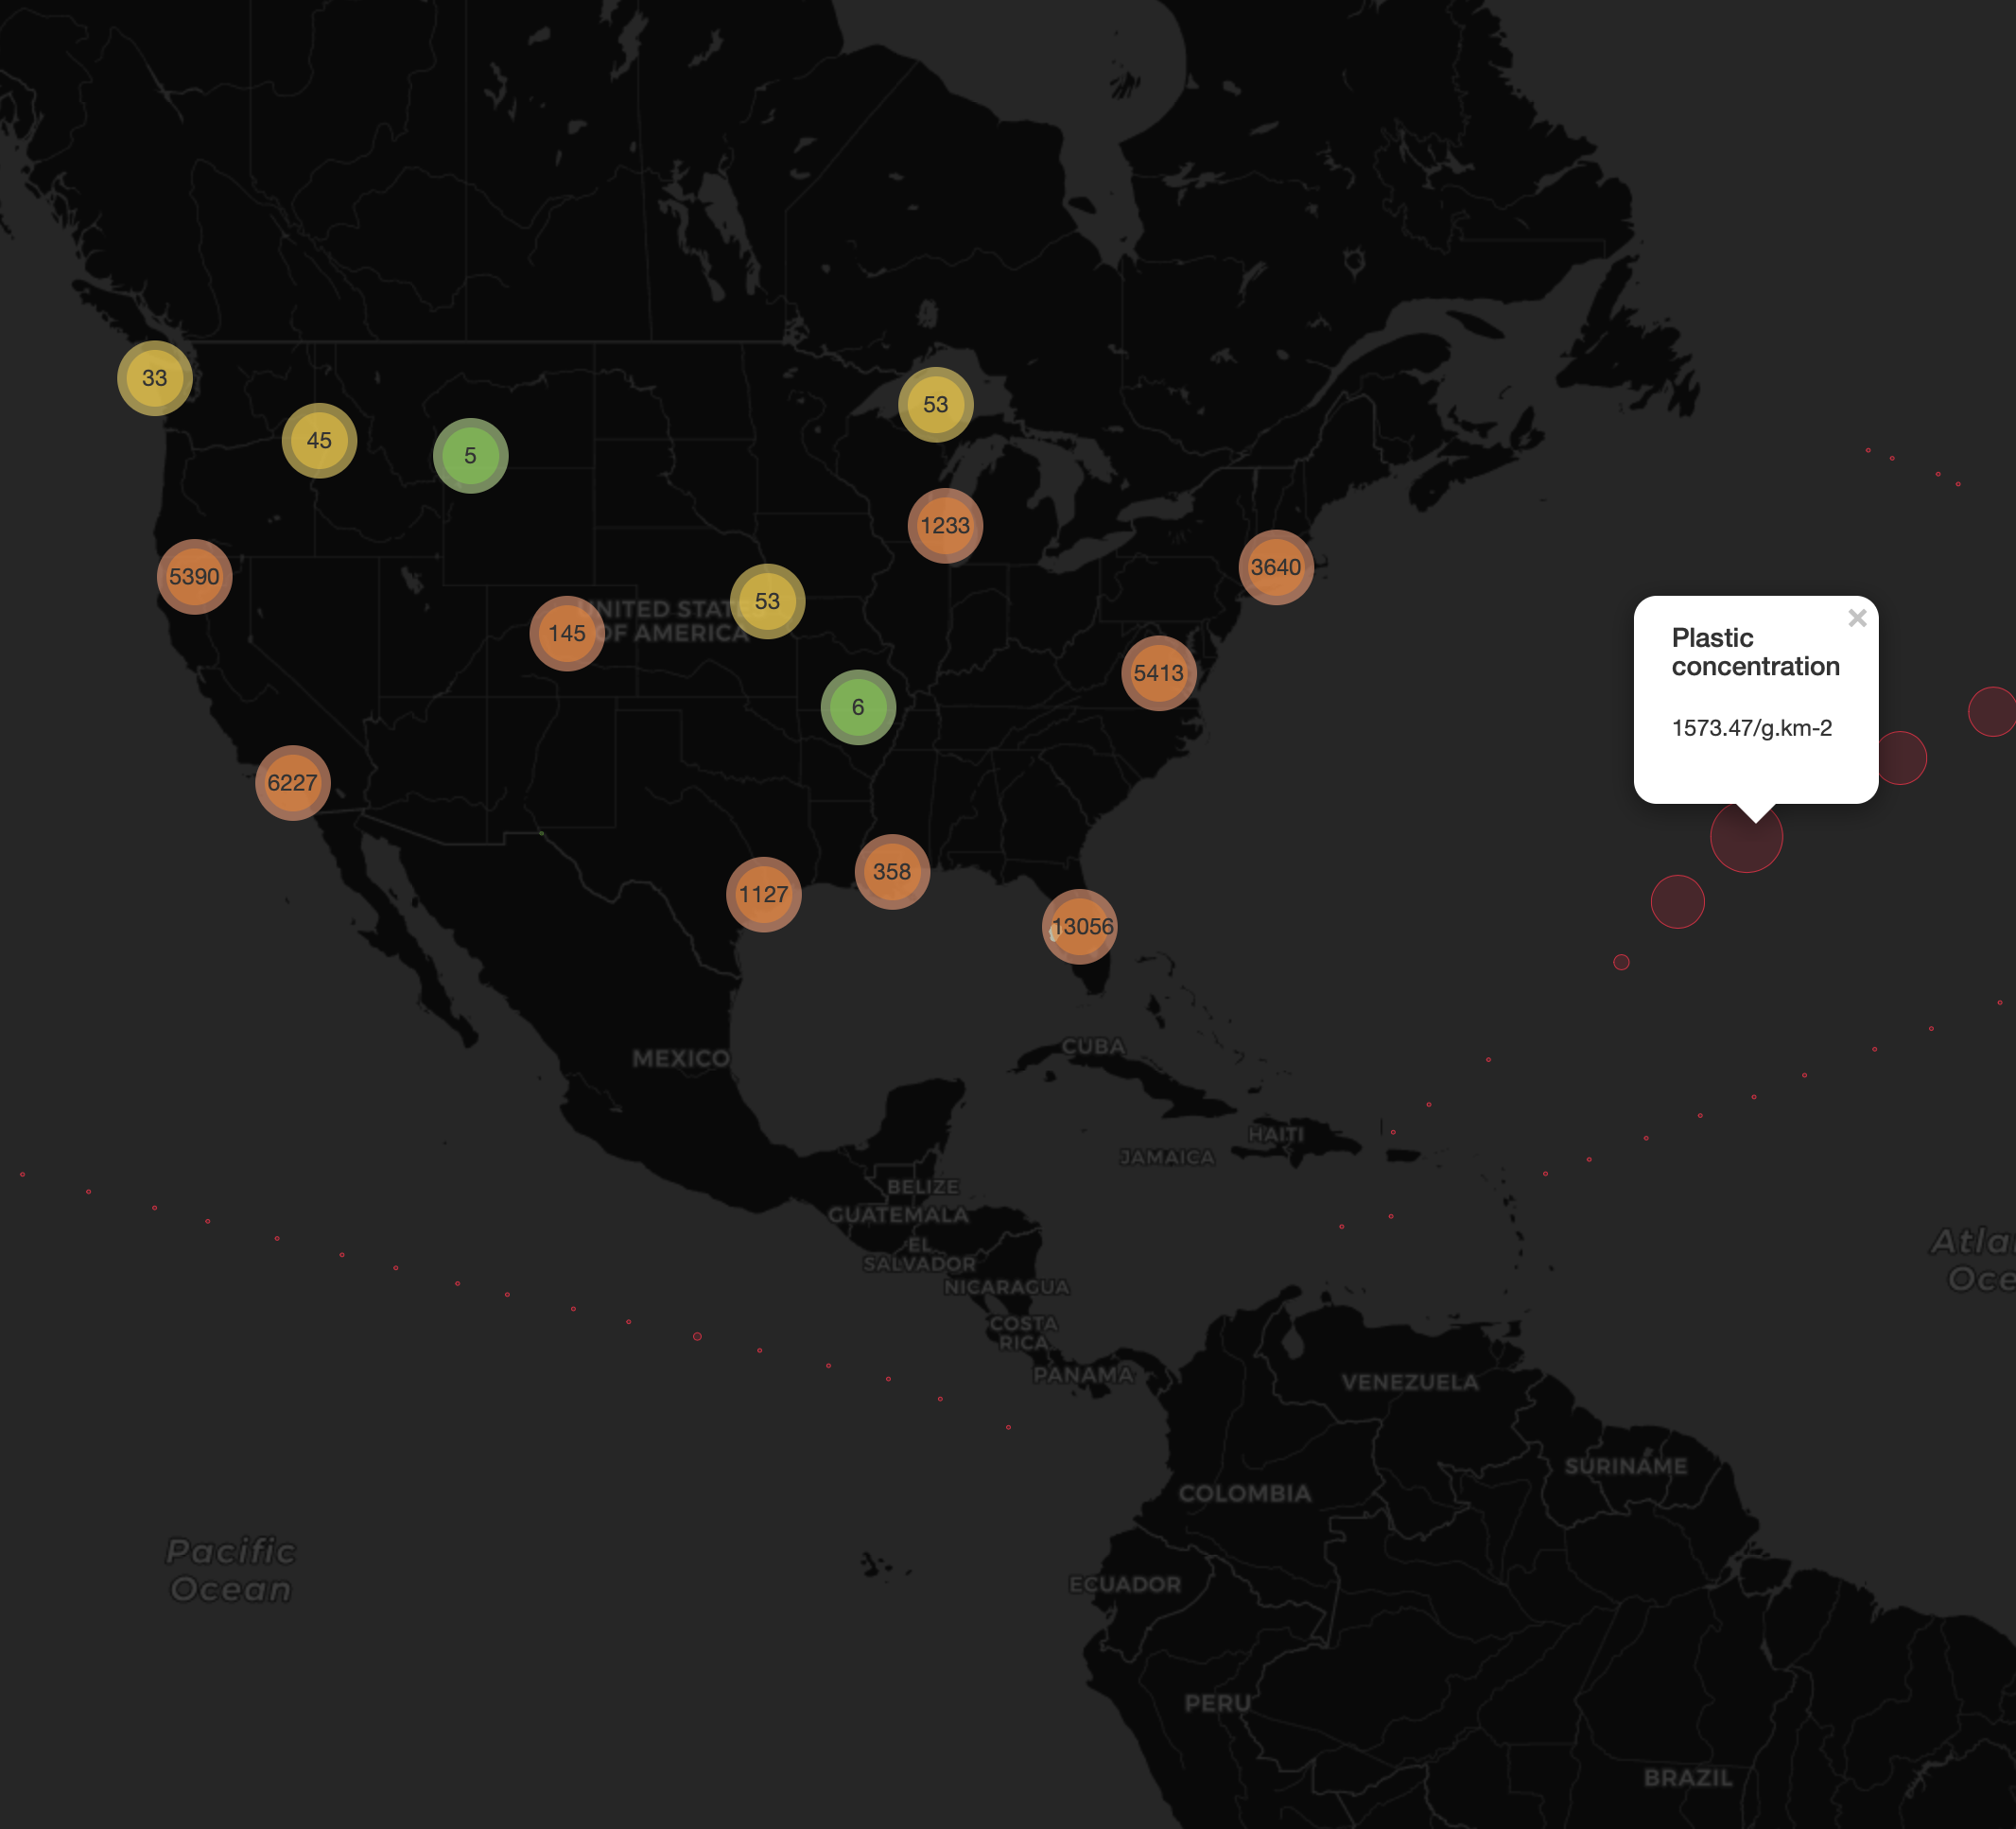 33
53
45
5
1233
3640
5390
53
UNITED STAT
145
OF AMERICA
Plastic
concentration
1573.47/g.km-2
×
5413
6
6227
358
1127
13056
MEXICO
CUBA
HAITI
JAMAICA
BELIZE
GUATEMALA
EL
SALVADOR
NICARAGUA
COSTA
RICA
PANAMA
Atla
Oce
VENEZUELA
SURINAME
COLOMBIA
Pacific
Ocean
ECUADOR
PERU
BRAZIL